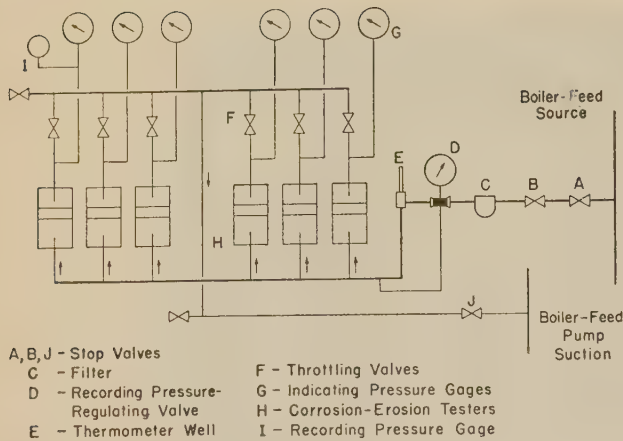 I
G
F
Boiler-Feed
Source
D
E
C
B
A
H
J
Boiler-Feed
Pump
Suction
A, B, J - Stop Valves
C - Filter
D - Recording Pressure-
Regulating Valve
E - Thermometer Well
F - Throttling Valves
G - Indicating Pressure Gages
H - Corrosion-Erosion Testers
I - Recording Pressure Gage